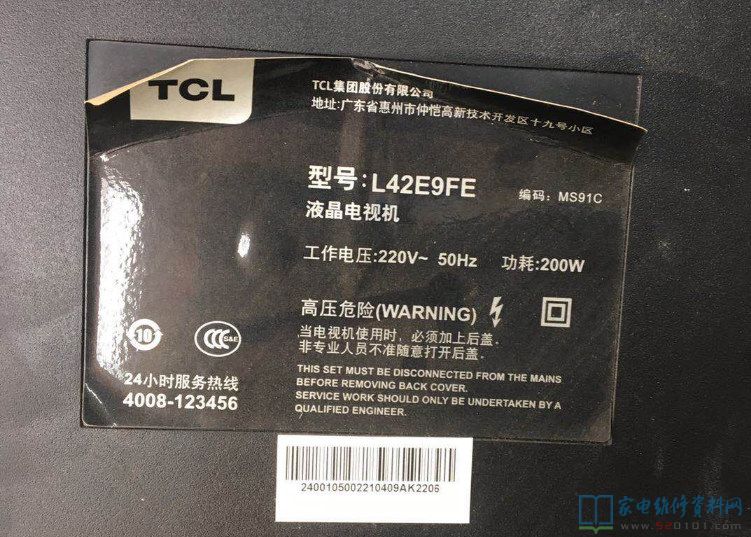 TCL
TCL集团股份有限公司
地址:广东省惠州市仲恺高新技术开发区十九号小区
型号:L42E9FE 编码: MS91C
液晶电视机
工作电压:220V~ 50Hz 功耗:200W
高压危险(WARNING)
当电视机使用时,必须加上后盖.
非专业人员不准随意打开后盖.
THIS SET MUST BE DISCONNECTED FROM THE MAINS
BEFORE REMOVING BACK COVER.
SERVICE WORK SHOULD ONLY BE UNDERTAKEN BY A
QUALIFIED ENGINEER.
10
CCC S&E
24小时服务热线
4008-123456
2400105002210409AK2206
家电维修资料网
www.520101.com